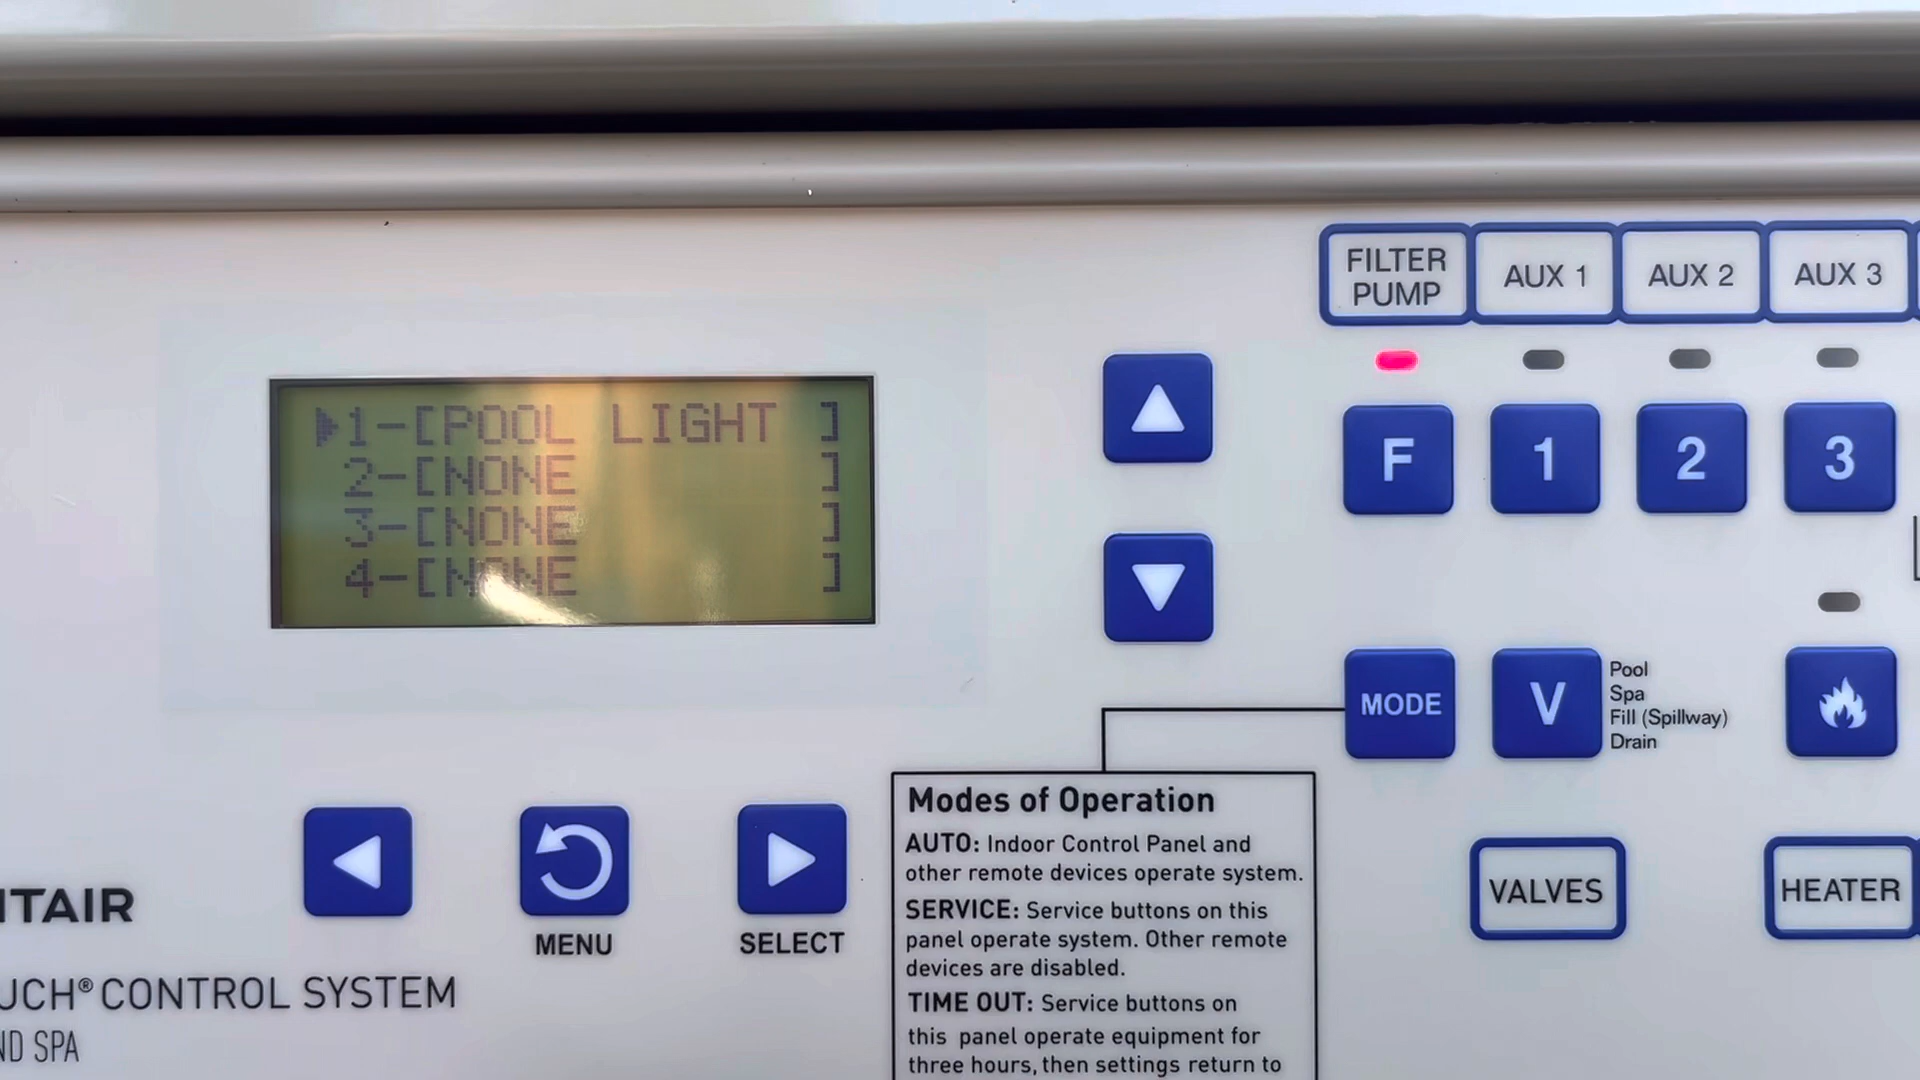 FILTER
PUMP
AUX 1
AUX 2
AUX 3
1-[POOL LIGHT ]
2-[NONE ]
3-[NONE ]
4-[NONE ]
F
1
2
3
MODE
V
Pool
Spa
Fill (Spillway)
Drain
VALVES
HEATER
MENU
SELECT
Modes of Operation
AUTO: Indoor Control Panel and
other remote devices operate system.
SERVICE: Service buttons on this
panel operate system. Other remote
devices are disabled.
TIME OUT: Service buttons on
this panel operate equipment for
three hours, then settings return to
ITAIR
UCH® CONTROL SYSTEM
ND SPA